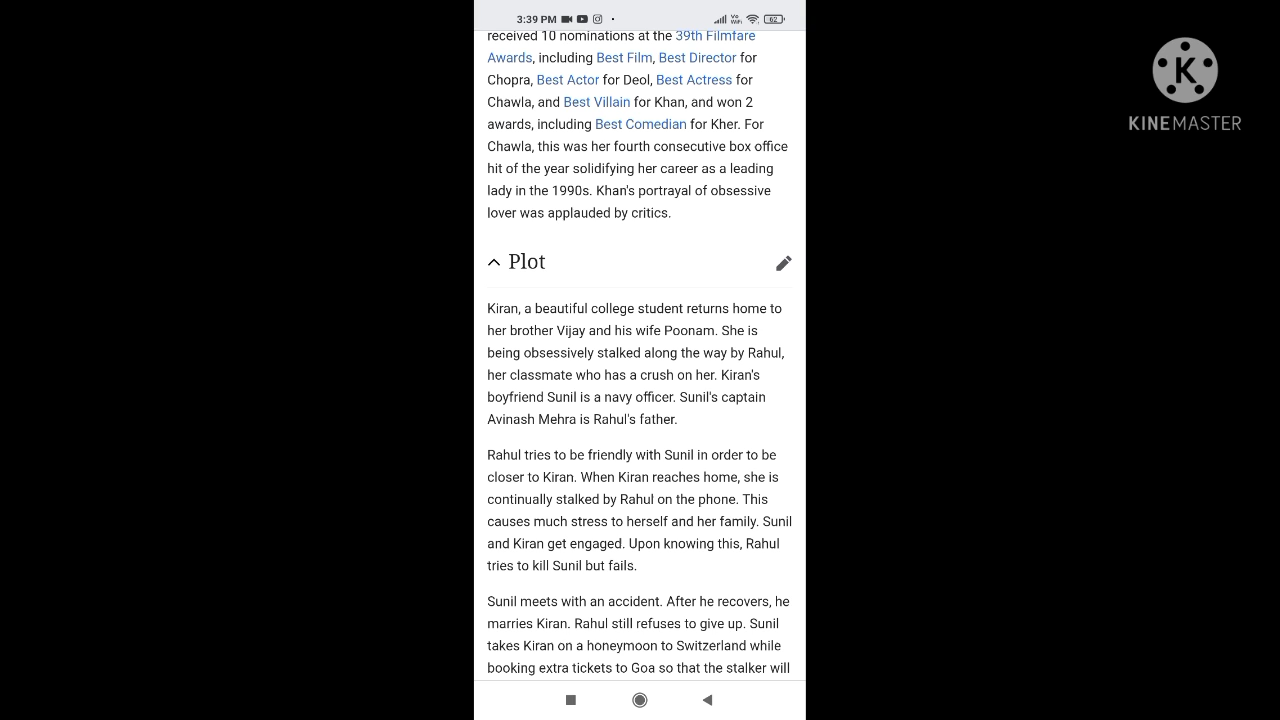 3:39 PM
Vo
WiFi
62
received 10 nominations at the 39th Filmfare
Awards, including Best Film, Best Director for
Chopra, Best Actor for Deol, Best Actress for
Chawla, and Best Villain for Khan, and won 2
awards, including Best Comedian for Kher. For
Chawla, this was her fourth consecutive box office
hit of the year solidifying her career as a leading
lady in the 1990s. Khan's portrayal of obsessive
lover was applauded by critics.
Plot
Kiran, a beautiful college student returns home to
her brother Vijay and his wife Poonam. She is
being obsessively stalked along the way by Rahul,
her classmate who has a crush on her. Kiran's
boyfriend Sunil is a navy officer. Sunil's captain
Avinash Mehra is Rahul's father.
Rahul tries to be friendly with Sunil in order to be
closer to Kiran. When Kiran reaches home, she is
continually stalked by Rahul on the phone. This
causes much stress to herself and her family. Sunil
and Kiran get engaged. Upon knowing this, Rahul
tries to kill Sunil but fails.
Sunil meets with an accident. After he recovers, he
marries Kiran. Rahul still refuses to give up. Sunil
takes Kiran on a honeymoon to Switzerland while
booking extra tickets to Goa so that the stalker will
K
KINEMASTER